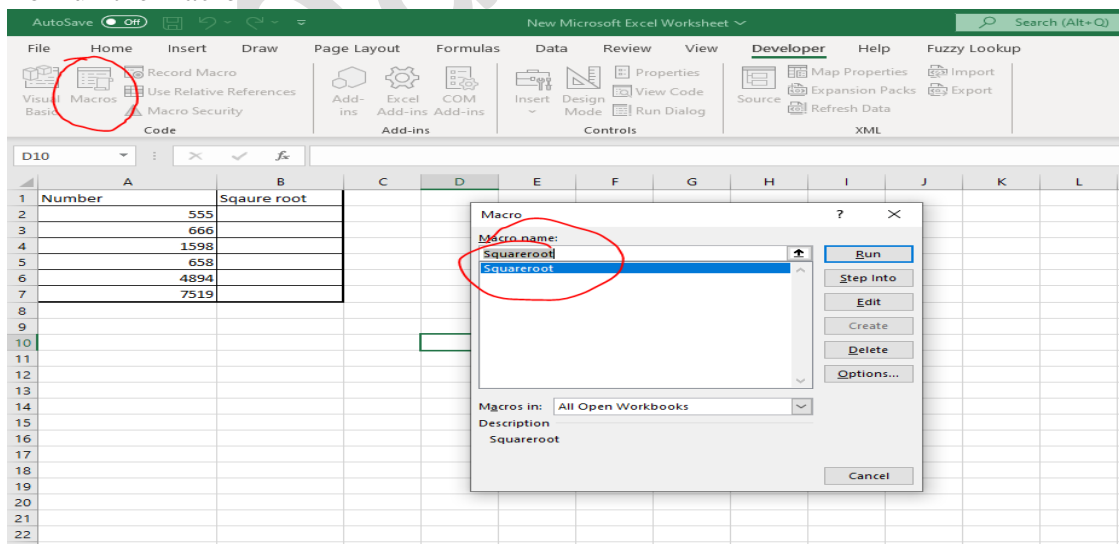 AutoSave Off New Microsoft Excel Worksheet Search (Alt+Q)
File Home Insert Draw Page Layout Formulas Data Review View Developer Help Fuzzy Lookup
Visual Basic
Macros
Record Macro
Use Relative References
Macro Security
Code
Add-ins
Excel Add-ins
COM Add-ins
Add-ins
Insert
Design Mode
Properties
View Code
Run Dialog
Controls
Source
Map Properties
Expansion Packs
Refresh Data
Import
Export
XML
D10 fx
A B C D E F G H I J K L
1 Number Sqaure root
2 555
3 666
4 1598
5 658
6 4894
7 7519
8
9
10
11
12
13
14
15
16
17
18
19
20
21
22
Macro ? ×
Macro name:
Squareroot
Squareroot
Run
Step Into
Edit
Create
Delete
Options...
Macros in: All Open Workbooks
Description
Squareroot
Cancel